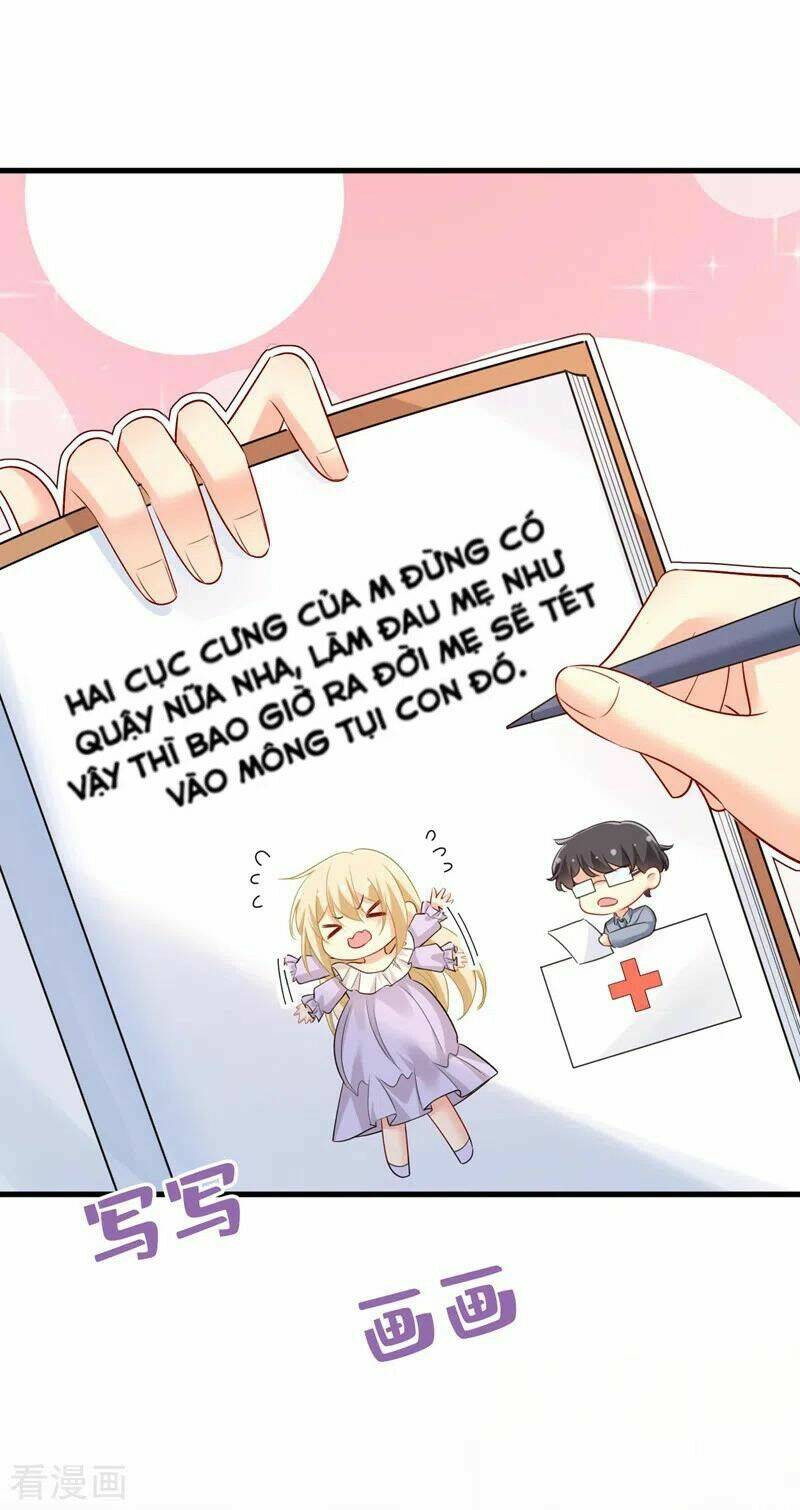 HAI CỤC CƯNG CỦA M ĐỪNG CÓ
QUẬY NỮA NHA, LÀM ĐAU MẸ NHƯ
VẬY THÌ BAO GIỜ RA ĐỜI MẸ SẼ TÉT
VÀO MÔNG TỤI CON ĐÓ.
写写
画画
看漫画